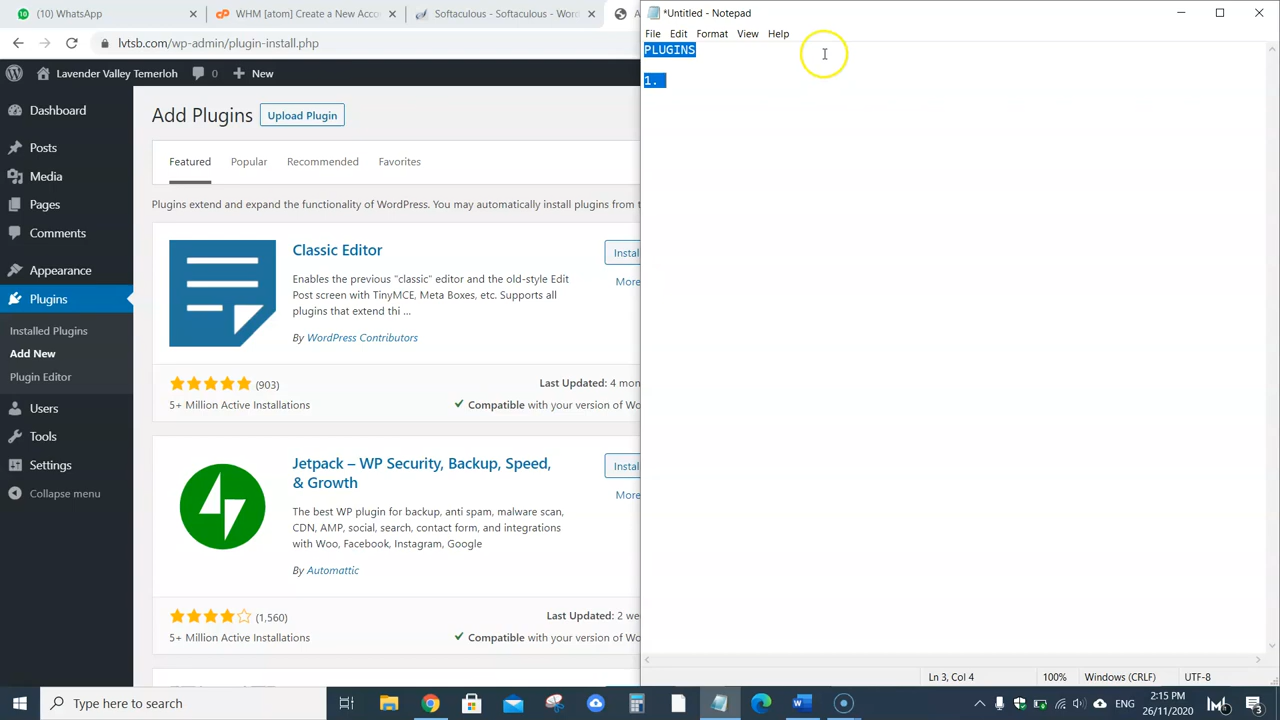 (10) WhatsApp
WHM [atom] Create a New Acco
Softaculous - Softaculous - Wor
A
lvtsb.com/wp-admin/plugin-install.php
Lavender Valley Temerloh
0
New
Dashboard
Posts
Media
Pages
Comments
Appearance
Plugins
Installed Plugins
Add New
Plugin Editor
Users
Tools
Settings
Collapse menu
Add Plugins
Upload Plugin
Featured
Popular
Recommended
Favorites
Plugins extend and expand the functionality of WordPress. You may automatically install plugins from t
Classic Editor
Instal
Enables the previous "classic" editor and the old-style Edit
Post screen with TinyMCE, Meta Boxes, etc. Supports all
plugins that extend thi ...
More
By WordPress Contributors
(903)
Last Updated: 4 mon
5+ Million Active Installations
Compatible with your version of Wo
Jetpack – WP Security, Backup, Speed,
& Growth
Instal
The best WP plugin for backup, anti spam, malware scan,
CDN, AMP, social, search, contact form, and integrations
with Woo, Facebook, Instagram, Google
More
By Automattic
(1,560)
Last Updated: 2 we
5+ Million Active Installations
Compatible with your version of Wo
*Untitled - Notepad
File Edit Format View Help
PLUGINS
1.
Ln 3, Col 4
100%
Windows (CRLF)
UTF-8
Type here to search
ENG
2:15 PM
26/11/2020
3